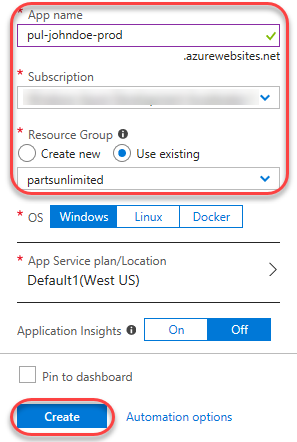 * App name
pul-johndoe-prod
.azurewebsites.net
* Subscription
* Resource Group
Create new Use existing
partsunlimited
* OS Windows Linux Docker
* App Service plan/Location
Default1(West US)
Application Insights On Off
Pin to dashboard
Create Automation options